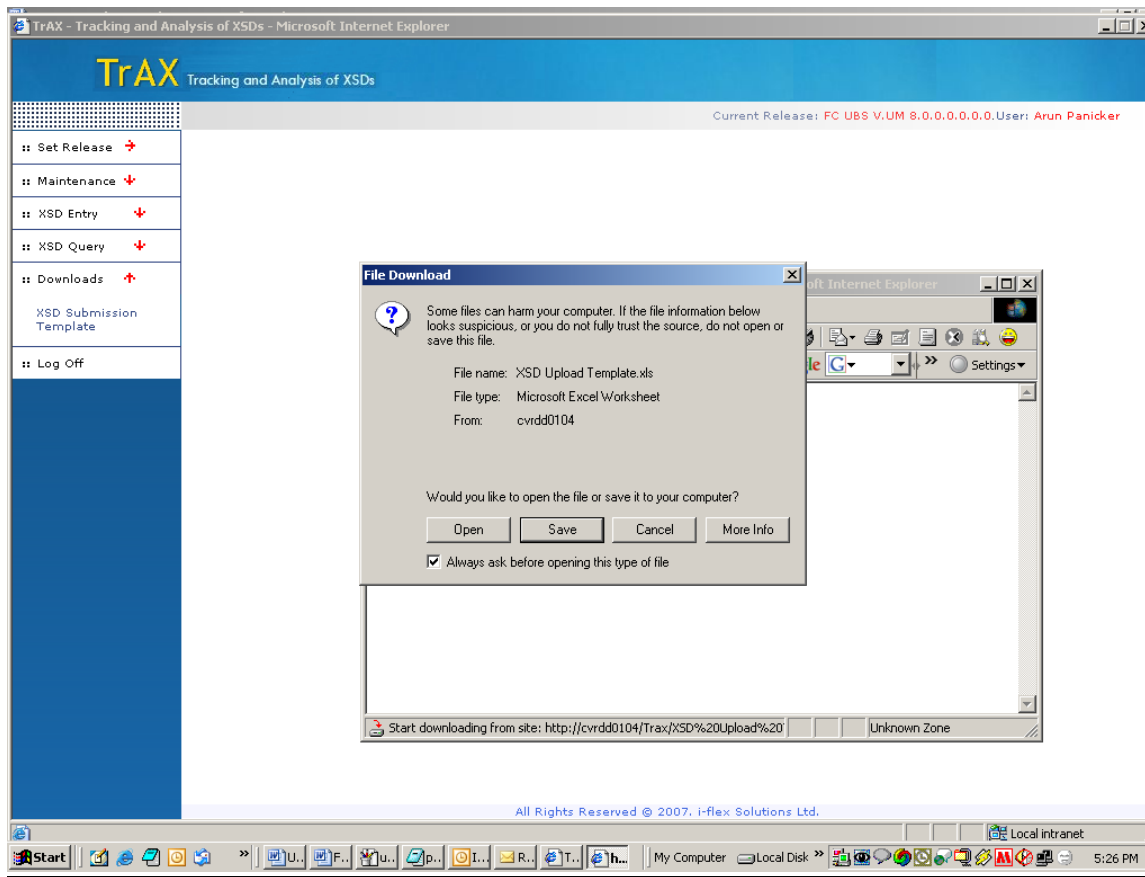 TrAX - Tracking and Analysis of XSDs - Microsoft Internet Explorer
TrAX Tracking and Analysis of XSDs
Current Release: FC UBS V.UM 8.0.0.0.0.0.0.User: Arun Panicker
:: Set Release
:: Maintenance
:: XSD Entry
:: XSD Query
:: Downloads
XSD Submission
Template
:: Log Off
File Download
oft Internet Explorer
Some files can harm your computer. If the file information below
looks suspicious, or you do not fully trust the source, do not open or
save this file.
File name: XSD Upload Template.xls
File type: Microsoft Excel Worksheet
From: cvrdd0104
Would you like to open the file or save it to your computer?
Open Save Cancel More Info
Always ask before opening this type of file
le G Settings
Start downloading from site: http://cvrdd0104/Trax/XSD%20Upload%20 Unknown Zone
All Rights Reserved @ 2007. i-flex Solutions Ltd.
Local intranet
Start » U.. F.. u.. p.. I... R.. T.. h... My Computer Local Disk » 5:26 PM